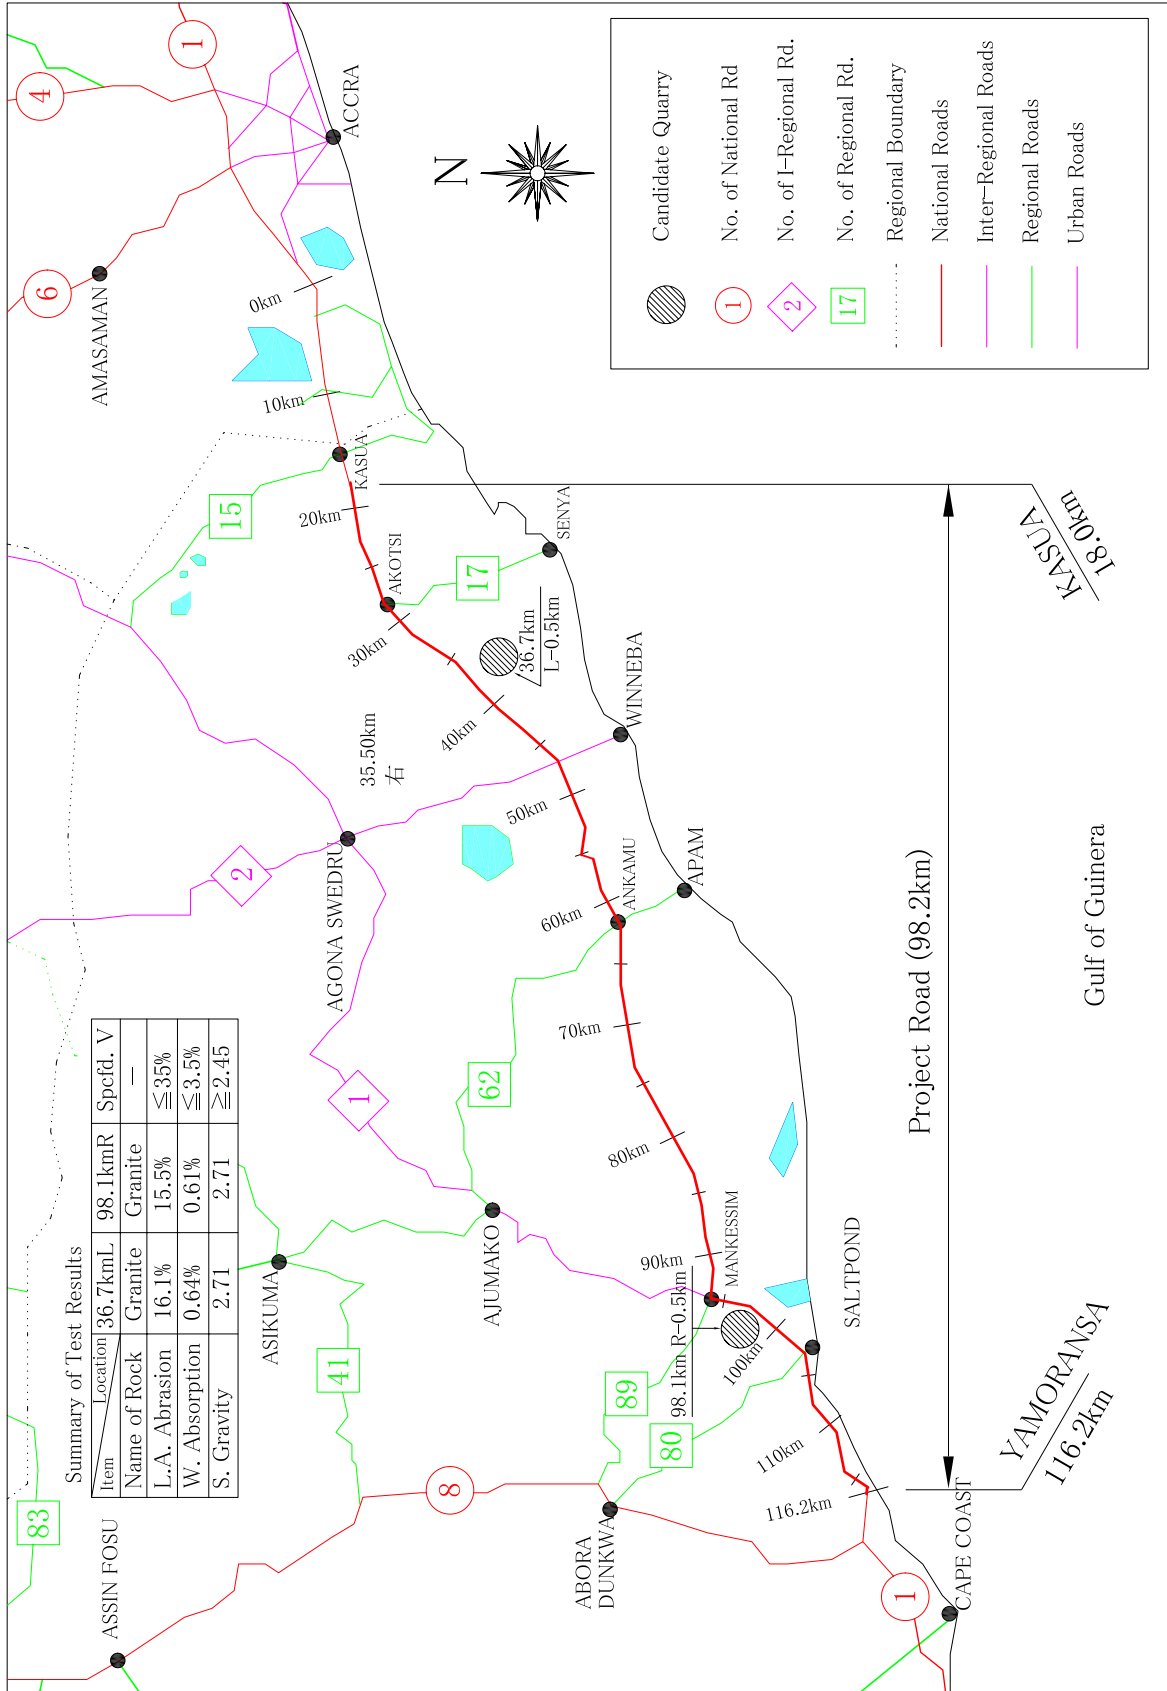 Summary of Test Results
Item Location 36.7kmL 98.1kmR Spcfd. V
Name of Rock Granite Granite —
L.A. Abrasion 16.1% 15.5% ≦35%
W. Absorption 0.64% 0.61% ≦3.5%
S. Gravity 2.71 2.71 ≧2.45
83
ASSIN FOSU
ASIKUMA
41
8
ABORA
DUNKWA
89
80
AJUMAKO
1
62
AGONA SWEDRU
2
15
AMASAMAN
6
4
1
ACCRA
N
0km
10km
KASUA
20km
AKOTSI
30km
17
SENYA
36.7km
L-0.5km
35.50km
右
40km
WINNEBA
50km
ANKAMU
60km
APAM
70km
80km
90km
MANKESSIM
98.1km R-0.5km
100km
SALTPOND
110km
116.2km
CAPE COAST
1
YAMORANSA
116.2km
Project Road (98.2km)
KASUA
18.0km
Gulf of Guinera
Candidate Quarry
1 No. of National Rd
2 No. of I-Regional Rd.
17 No. of Regional Rd.
Regional Boundary
National Roads
Inter-Regional Roads
Regional Roads
Urban Roads